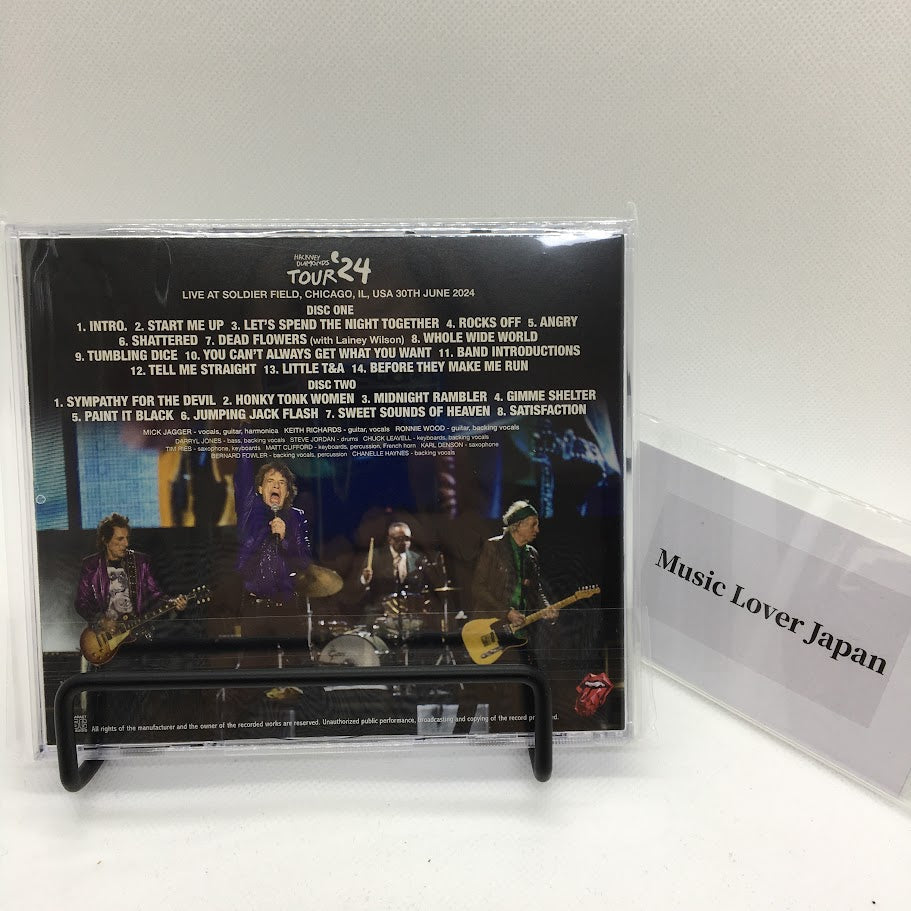 HACKNEY
DIAMONDS
TOUR '24
LIVE AT SOLDIER FIELD, CHICAGO, IL, USA 30TH JUNE 2024
DISC ONE
1. INTRO. 2. START ME UP 3. LET'S SPEND THE NIGHT TOGETHER 4. ROCKS OFF 5. ANGRY
6. SHATTERED 7. DEAD FLOWERS (with Lainey Wilson) 8. WHOLE WIDE WORLD
9. TUMBLING DICE 10. YOU CAN'T ALWAYS GET WHAT YOU WANT 11. BAND INTRODUCTIONS
12. TELL ME STRAIGHT 13. LITTLE T&A 14. BEFORE THEY MAKE ME RUN
DISC TWO
1. SYMPATHY FOR THE DEVIL 2. HONKY TONK WOMEN 3. MIDNIGHT RAMBLER 4. GIMME SHELTER
5. PAINT IT BLACK 6. JUMPING JACK FLASH 7. SWEET SOUNDS OF HEAVEN 8. SATISFACTION
MICK JAGGER - vocals, guitar, harmonica KEITH RICHARDS - guitar, vocals RONNIE WOOD - guitar, backing vocals
DARRYL JONES - bass, backing vocals STEVE JORDAN - drums CHUCK LEAVELL - keyboards, backing vocals
TIM RIES - saxophone, keyboards MATT CLIFFORD - keyboards, percussion, French horn KARL DENSON - saxophone
BERNARD FOWLER - backing vocals, percussion CHANELLE HAYNES - backing vocals
All rights of the manufacturer and the owner of the recorded works are reserved. Unauthorized public performance, broadcasting and copying of the record
Music Lover Japan